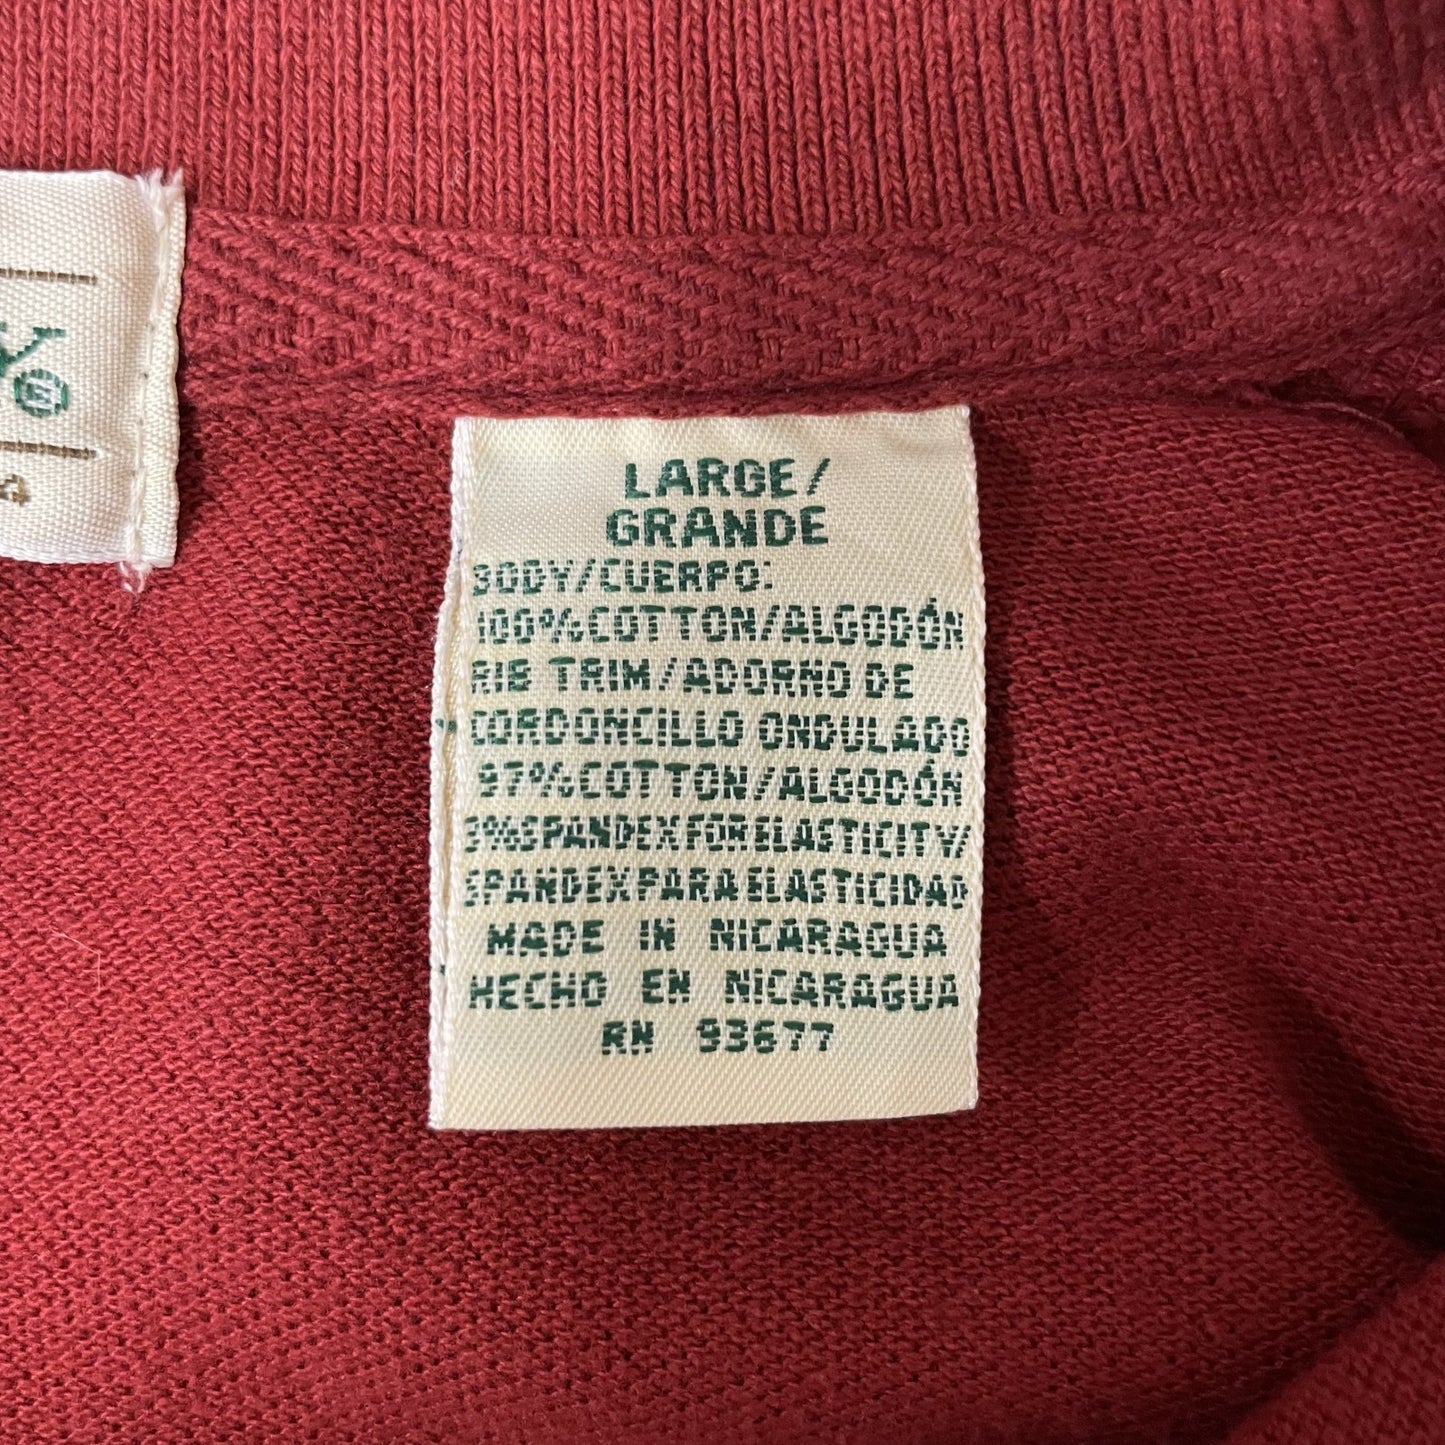 Y®
4
LARGE/
GRANDE
BODY/CUERPO:
100% COTTON/ALGODÓN
RIB TRIM/ADORNO DE
CORDONCILLO ONDULADO
97% COTTON/ALGODÓN
3% SPANDEX FOR ELASTICITY/
SPANDEX PARA ELASTICIDAD
MADE IN NICARAGUA
HECHO EN NICARAGUA
RN 93677